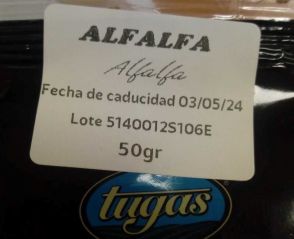 ALFALFA
Alfalfa
Fecha de caducidad 03/05/24
Lote 5140012S106E
50gr
tugas